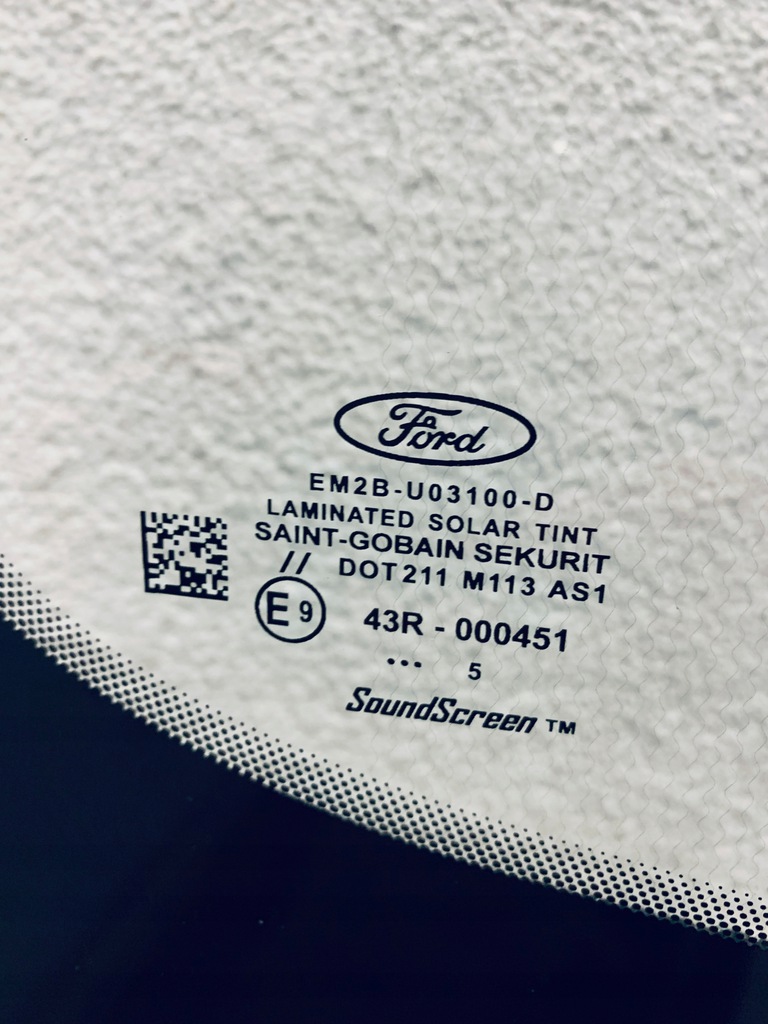 Ford
EM2B-U03100-D
LAMINATED SOLAR TINT
SAINT-GOBAIN SEKURIT
// DOT211 M113 AS1
E9 43R - 000451
... 5
SoundScreen ™